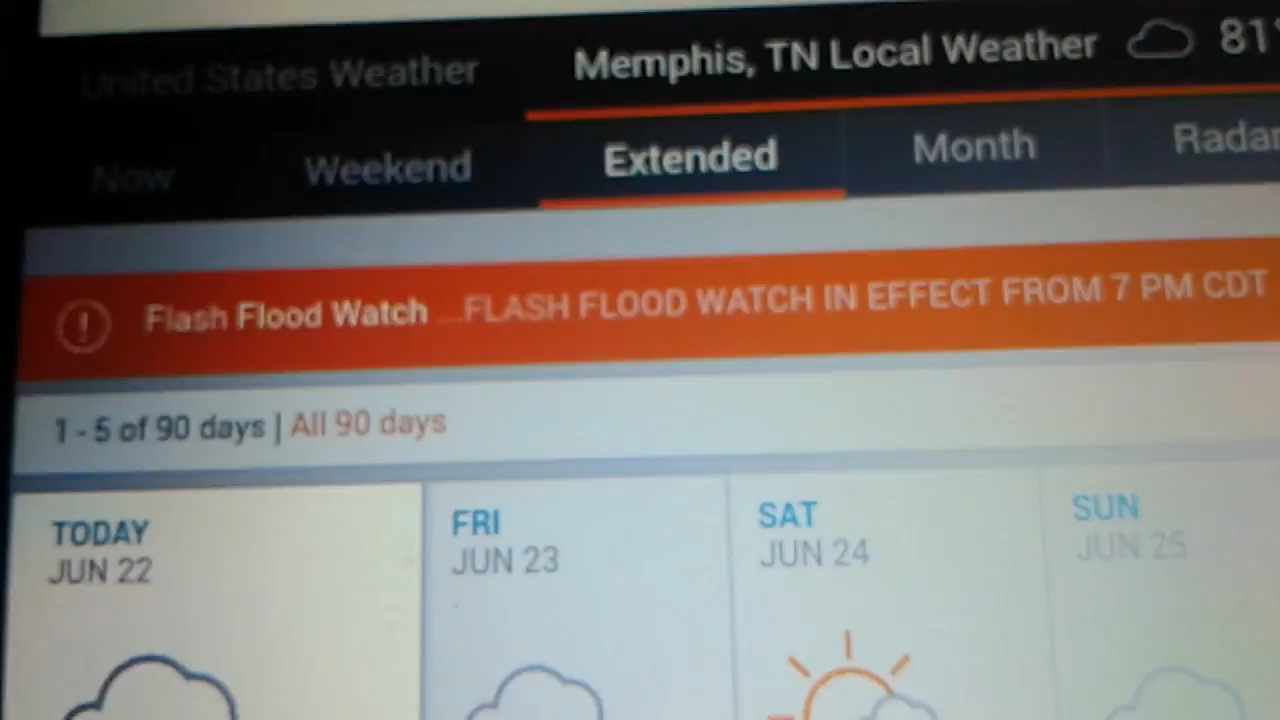 United States Weather
Memphis, TN Local Weather
81°
Now
Weekend
Extended
Month
Radar
Flash Flood Watch ...FLASH FLOOD WATCH IN EFFECT FROM 7 PM CDT
1 - 5 of 90 days | All 90 days
TODAY
JUN 22
FRI
JUN 23
SAT
JUN 24
SUN
JUN 25